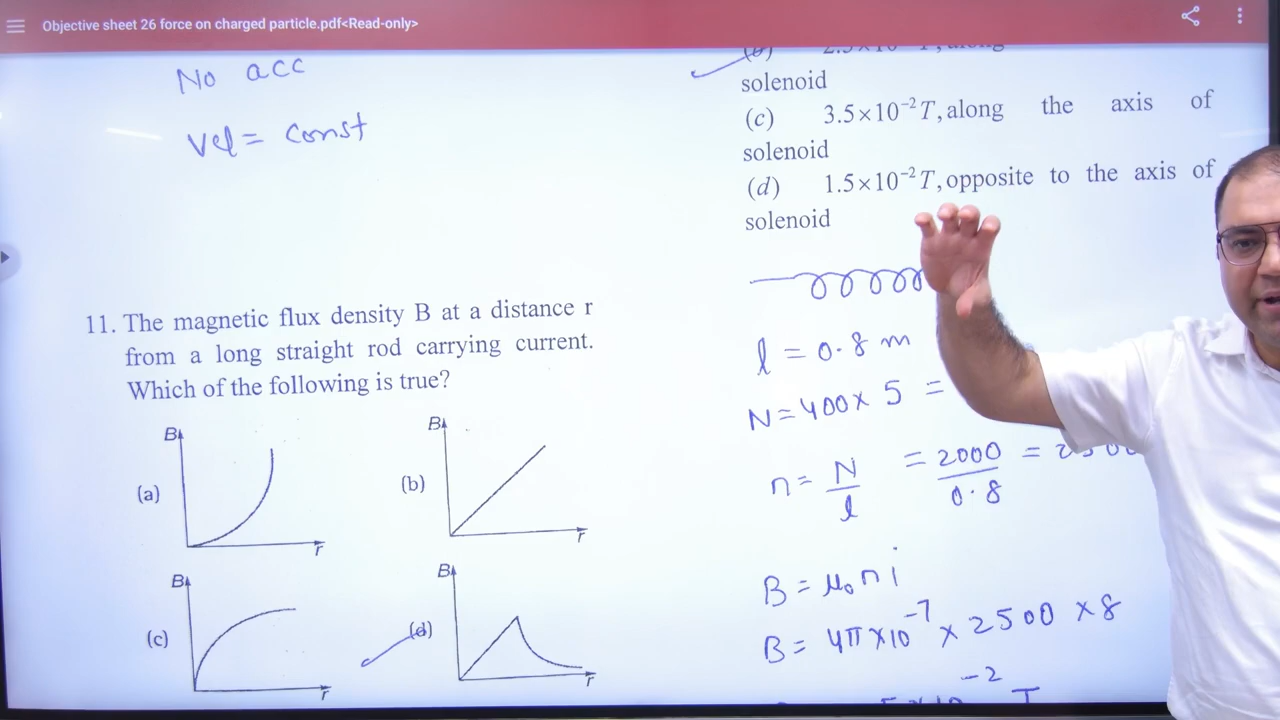 Objective sheet 26 force on charged particle.pdf<Read-only>
No acc
Vel = const
11. The magnetic flux density B at a distance r
from a long straight rod carrying current.
Which of the following is true?
(a) B r
(b) B r
(c) B r
(d) B r
solenoid
(c) 3.5×10⁻² T, along the axis of
solenoid
(d) 1.5×10⁻² T, opposite to the axis of
solenoid
l = 0.8 m
N = 400 × 5 =
n = N/l = 2000/0.8 =
B = μ₀ n i
B = 4π×10⁻⁷ × 2500 × 8